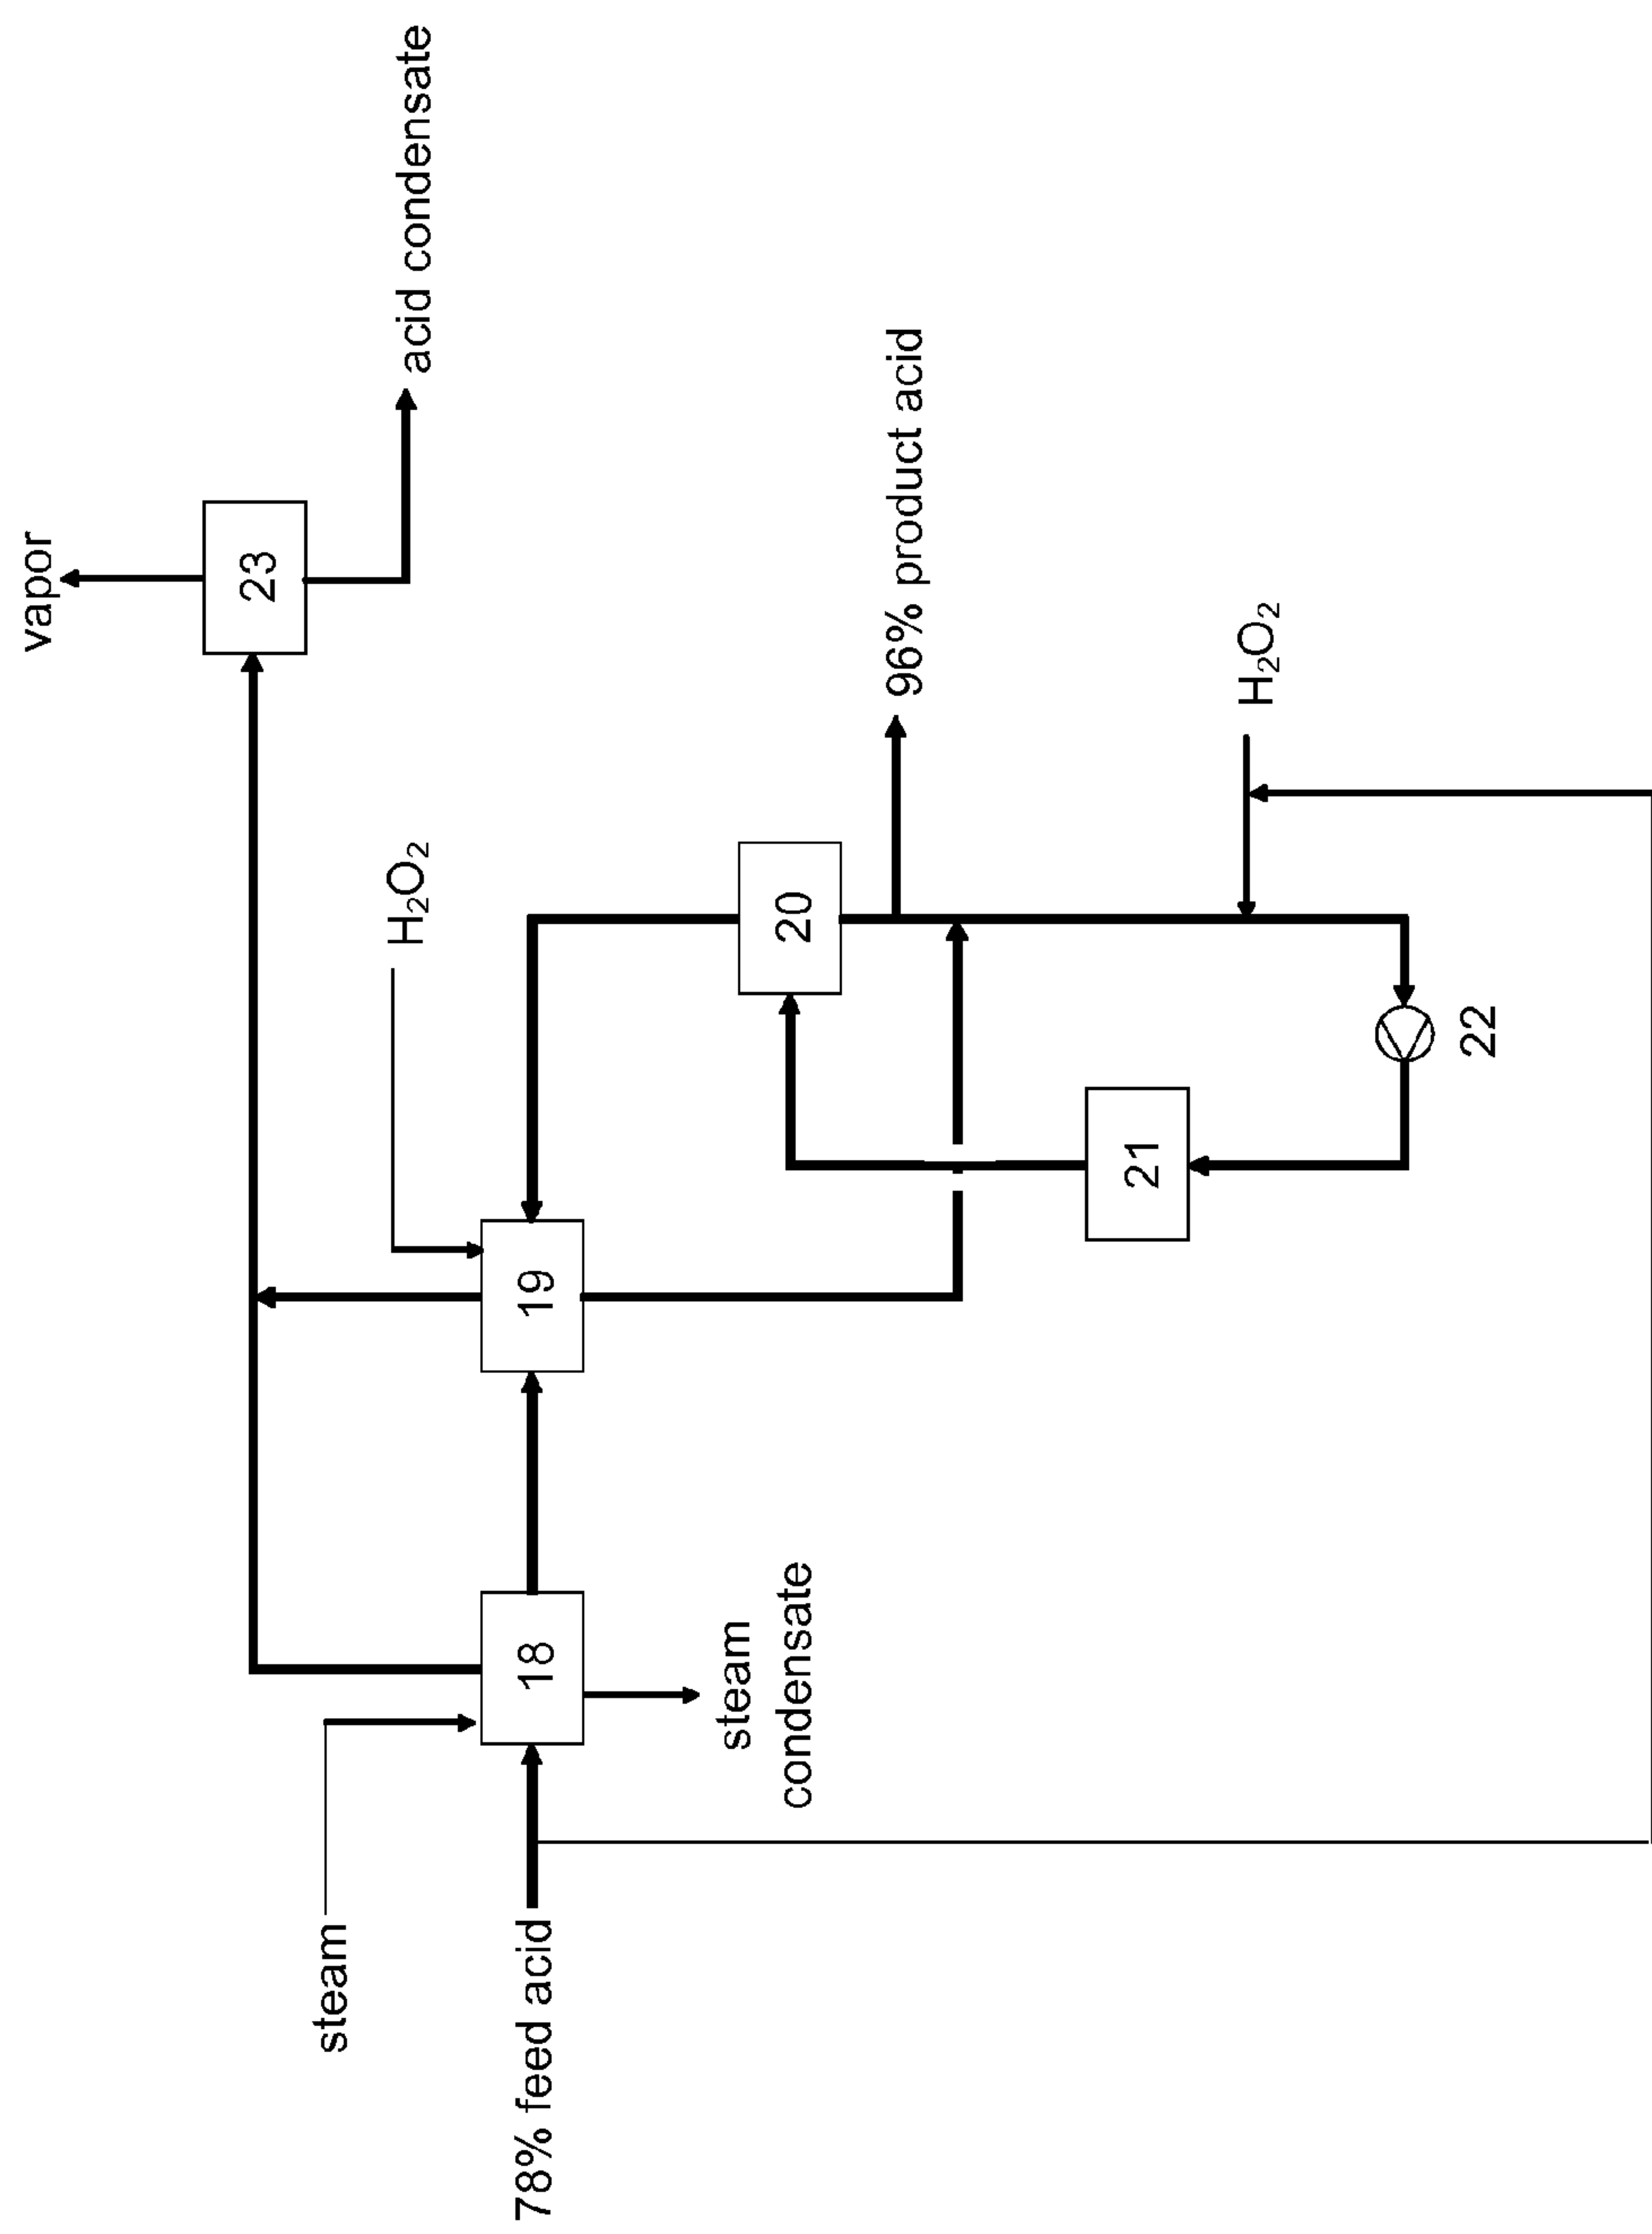 vapor
23
acid condensate
H₂O₂
steam
78% feed acid
18
19
20
96% product acid
steam
condensate
21
H₂O₂
22